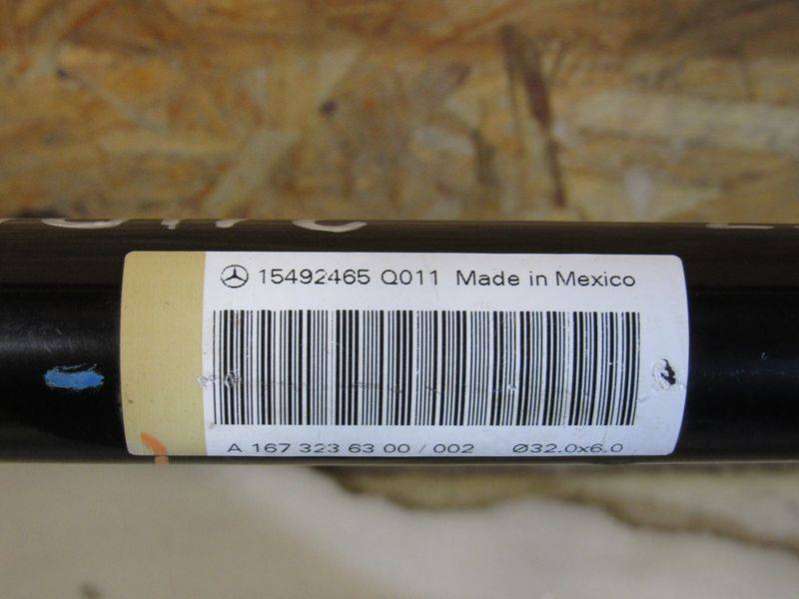 15492465 Q011 Made in Mexico
A 167 323 63 00 / 002 Ø32.0x6.0